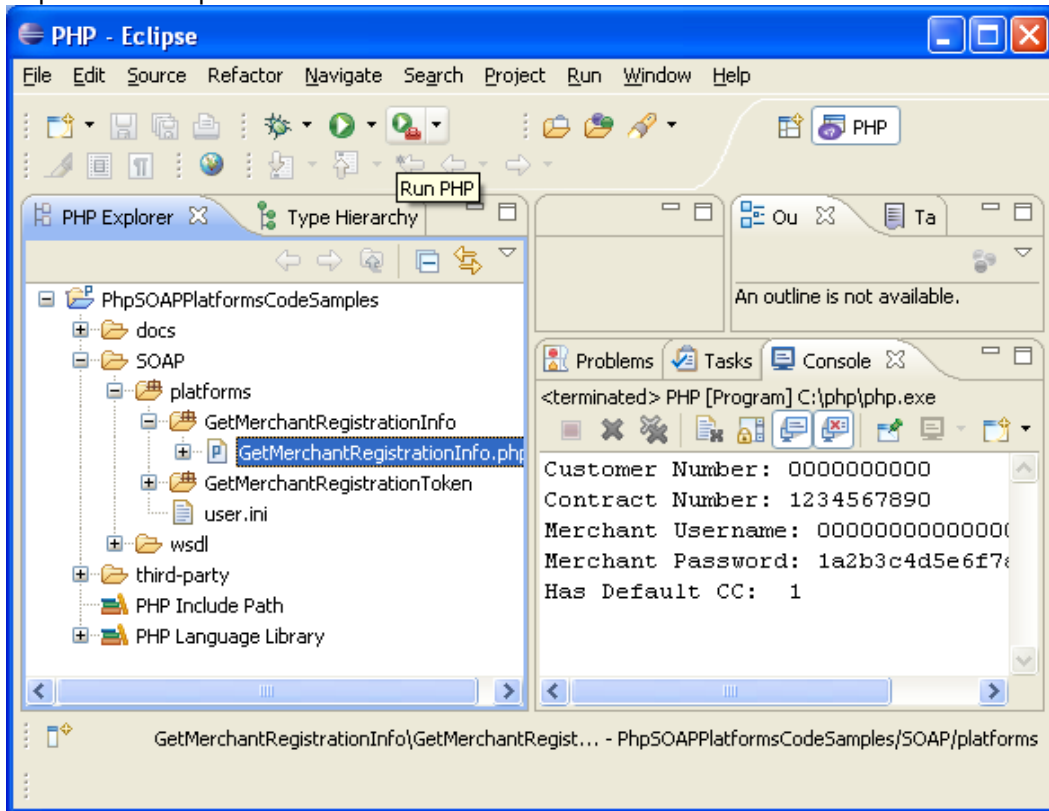 PHP - Eclipse
File Edit Source Refactor Navigate Search Project Run Window Help
PHP
Run PHP
PHP Explorer Type Hierarchy
PhpSOAPPlatformsCodeSamples
docs
SOAP
platforms
GetMerchantRegistrationInfo
GetMerchantRegistrationInfo.php
GetMerchantRegistrationToken
user.ini
wsdl
third-party
PHP Include Path
PHP Language Library
Ou Ta
An outline is not available.
Problems Tasks Console
<terminated> PHP [Program] C:\php\php.exe
Customer Number: 0000000000
Contract Number: 1234567890
Merchant Username: 00000000000000
Merchant Password: 1a2b3c4d5e6f7
Has Default CC: 1
GetMerchantRegistrationInfo\GetMerchantRegist... - PhpSOAPPlatformsCodeSamples/SOAP/platforms